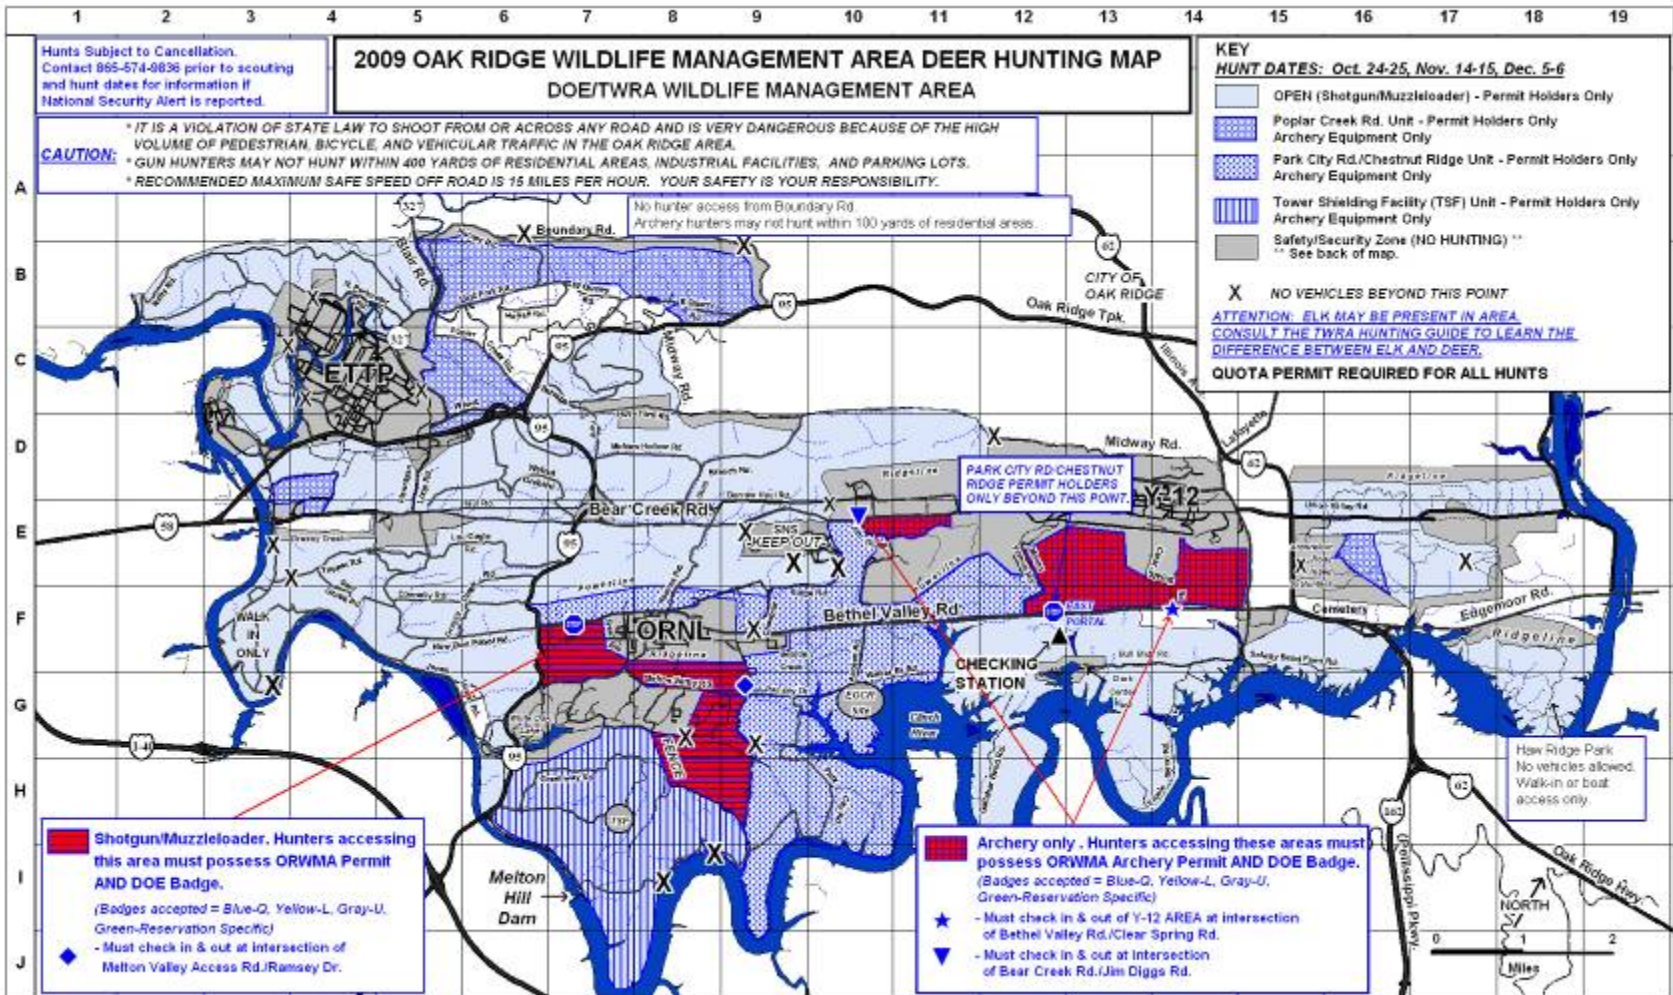 1 2 3 4 5 6 7 8 9 10 11 12 13 14 15 16 17 18 19
Hunts Subject to Cancellation.
Contact 865-574-9836 prior to scouting
and hunt dates for information if
National Security Alert is reported.
2009 OAK RIDGE WILDLIFE MANAGEMENT AREA DEER HUNTING MAP
DOE/TWRA WILDLIFE MANAGEMENT AREA
CAUTION:
* IT IS A VIOLATION OF STATE LAW TO SHOOT FROM OR ACROSS ANY ROAD AND IS VERY DANGEROUS BECAUSE OF THE HIGH
VOLUME OF PEDESTRIAN, BICYCLE, AND VEHICULAR TRAFFIC IN THE OAK RIDGE AREA.
* GUN HUNTERS MAY NOT HUNT WITHIN 400 YARDS OF RESIDENTIAL AREAS, INDUSTRIAL FACILITIES, AND PARKING LOTS.
* RECOMMENDED MAXIMUM SAFE SPEED OFF ROAD IS 15 MILES PER HOUR. YOUR SAFETY IS YOUR RESPONSIBILITY.
No hunter access from Boundary Rd.
Archery hunters may not hunt within 100 yards of residential areas.
KEY
HUNT DATES: Oct. 24-25, Nov. 14-15, Dec. 5-6
OPEN (Shotgun/Muzzleloader) - Permit Holders Only
Poplar Creek Rd. Unit - Permit Holders Only
Archery Equipment Only
Park City Rd./Chestnut Ridge Unit - Permit Holders Only
Archery Equipment Only
Tower Shielding Facility (TSF) Unit - Permit Holders Only
Archery Equipment Only
Safety/Security Zone (NO HUNTING) **
** See back of map.
X NO VEHICLES BEYOND THIS POINT
ATTENTION: ELK MAY BE PRESENT IN AREA.
CONSULT THE TWRA HUNTING GUIDE TO LEARN THE
DIFFERENCE BETWEEN ELK AND DEER.
QUOTA PERMIT REQUIRED FOR ALL HUNTS
A
B
C
D
E
F
G
H
I
J
327
Boundary Rd.
Blair Rd.
62
CITY OF
OAK RIDGE
95
Oak Ridge Tpk.
327
95
Midway Rd.
ETTP
Lafayette
95
Midway Rd.
62
Ridgeline
Ridgeline
PARK CITY RD/CHESTNUT
RIDGE PERMIT HOLDERS
ONLY BEYOND THIS POINT.
Y-12
58
Bear Creek Rd
95
SNS
KEEP OUT
Bethel Valley Rd
STOP
ORNL
Ridgeline
STOP
EAST
PORTAL
Cemetery
Edgemoor Rd.
Ridgeline
WALK
IN
ONLY
CHECKING
STATION
Bull Bluff Rd.
Clinch
River
I-40
95
FENCE
TSF
Haw Ridge Park
No vehicles allowed.
Walk-in or boat
access only.
62
162
Pellissippi Pkwy.
Oak Ridge Hwy
Melton
Hill
Dam
Shotgun/Muzzleloader. Hunters accessing
this area must possess ORWMA Permit
AND DOE Badge.
(Badges accepted = Blue-Q, Yellow-L, Gray-U,
Green-Reservation Specific)
- Must check in & out at intersection of
Melton Valley Access Rd./Ramsey Dr.
Archery only . Hunters accessing these areas must
possess ORWMA Archery Permit AND DOE Badge.
(Badges accepted = Blue-Q, Yellow-L, Gray-U,
Green-Reservation Specific)
- Must check in & out of Y-12 AREA at intersection
of Bethel Valley Rd./Clear Spring Rd.
- Must check in & out at intersection
of Bear Creek Rd./Jim Diggs Rd.
NORTH
0 1 2
Miles